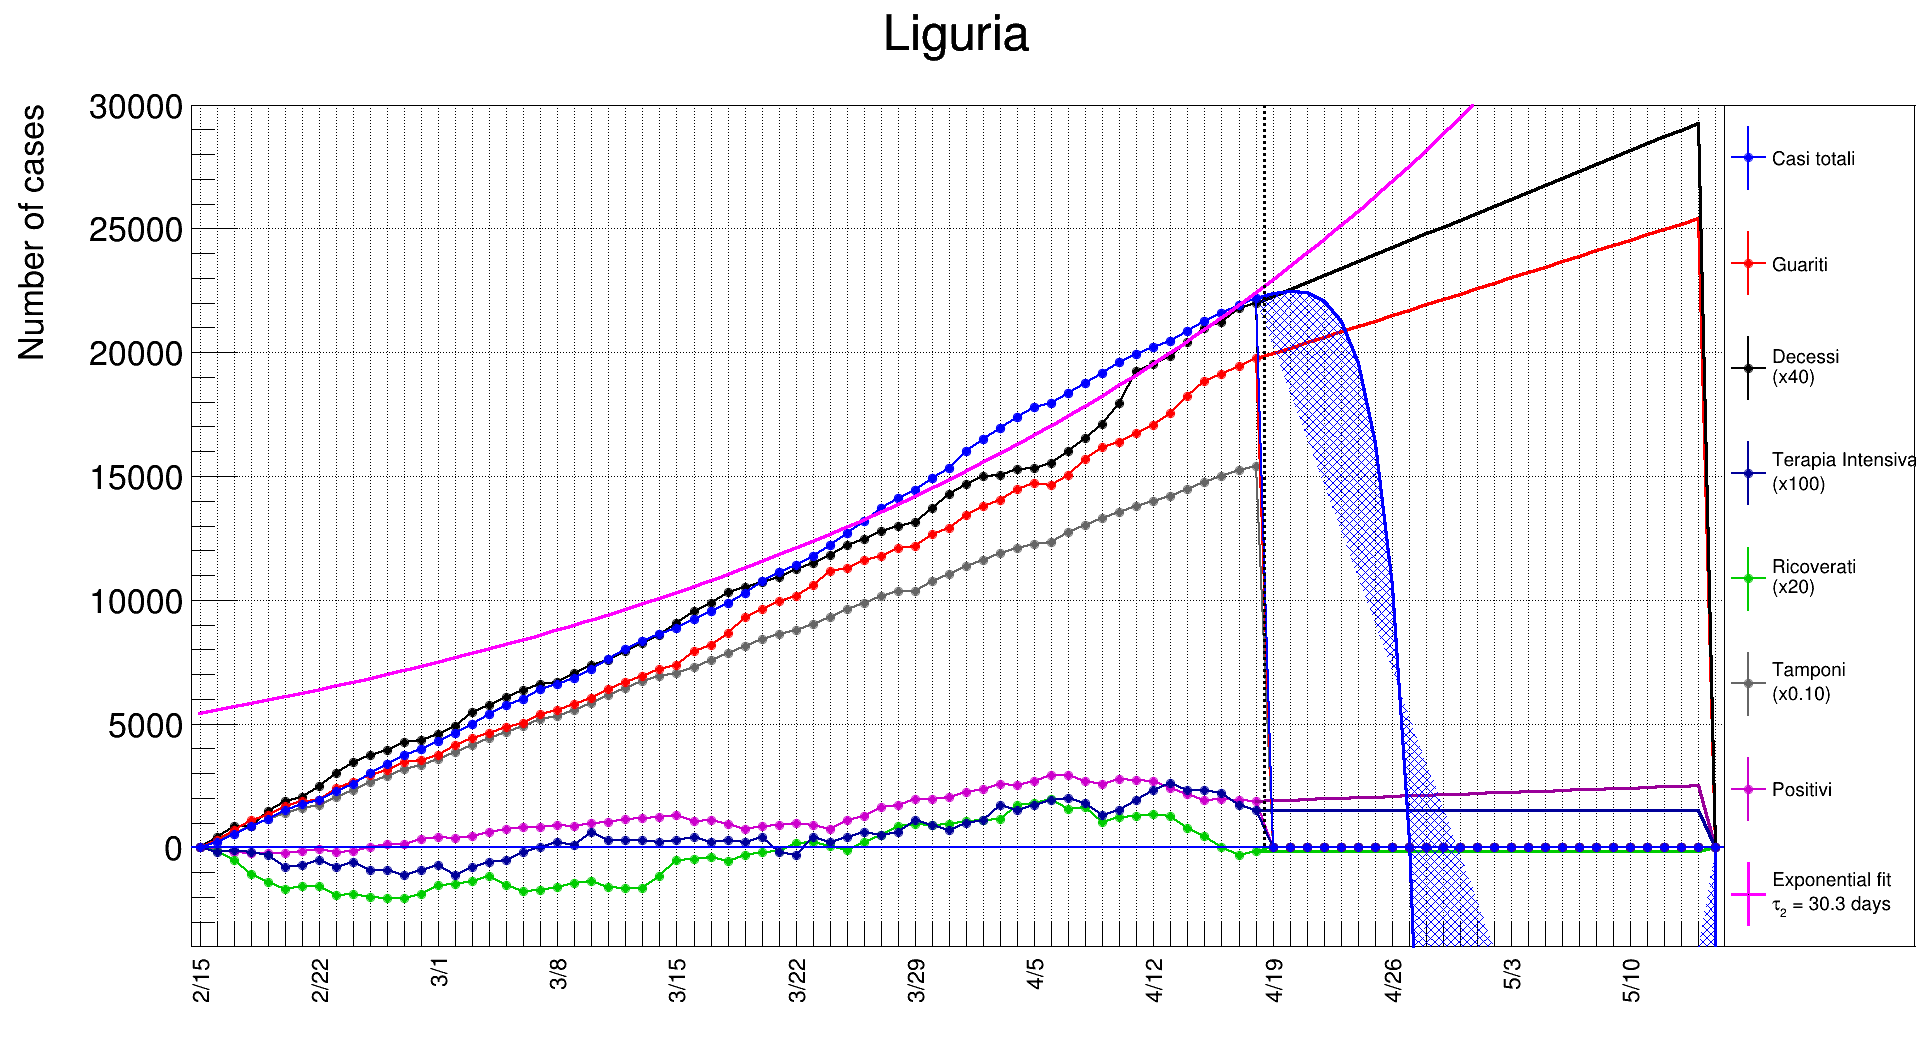 Liguria
Number of cases
30000
25000
20000
15000
10000
5000
0
2/15
2/22
3/1
3/8
3/15
3/22
3/29
4/5
4/12
4/19
4/26
5/3
5/10
Casi totali
Guariti
Decessi
(x40)
Terapia Intensiva
(x100)
Ricoverati
(x20)
Tamponi
(x0.10)
Positivi
Exponential fit
τ₂ = 30.3 days